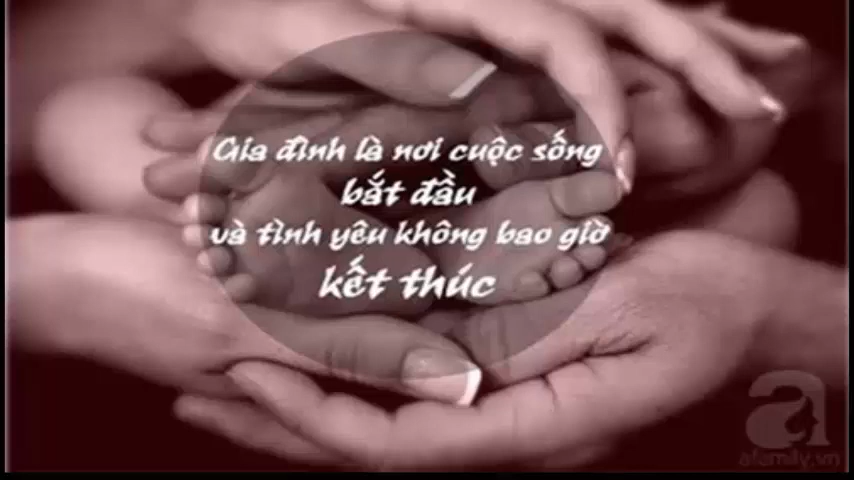 Gia đình là nơi cuộc sống
bắt đầu
và tình yêu không bao giờ
kết thúc
a
afamily.vn